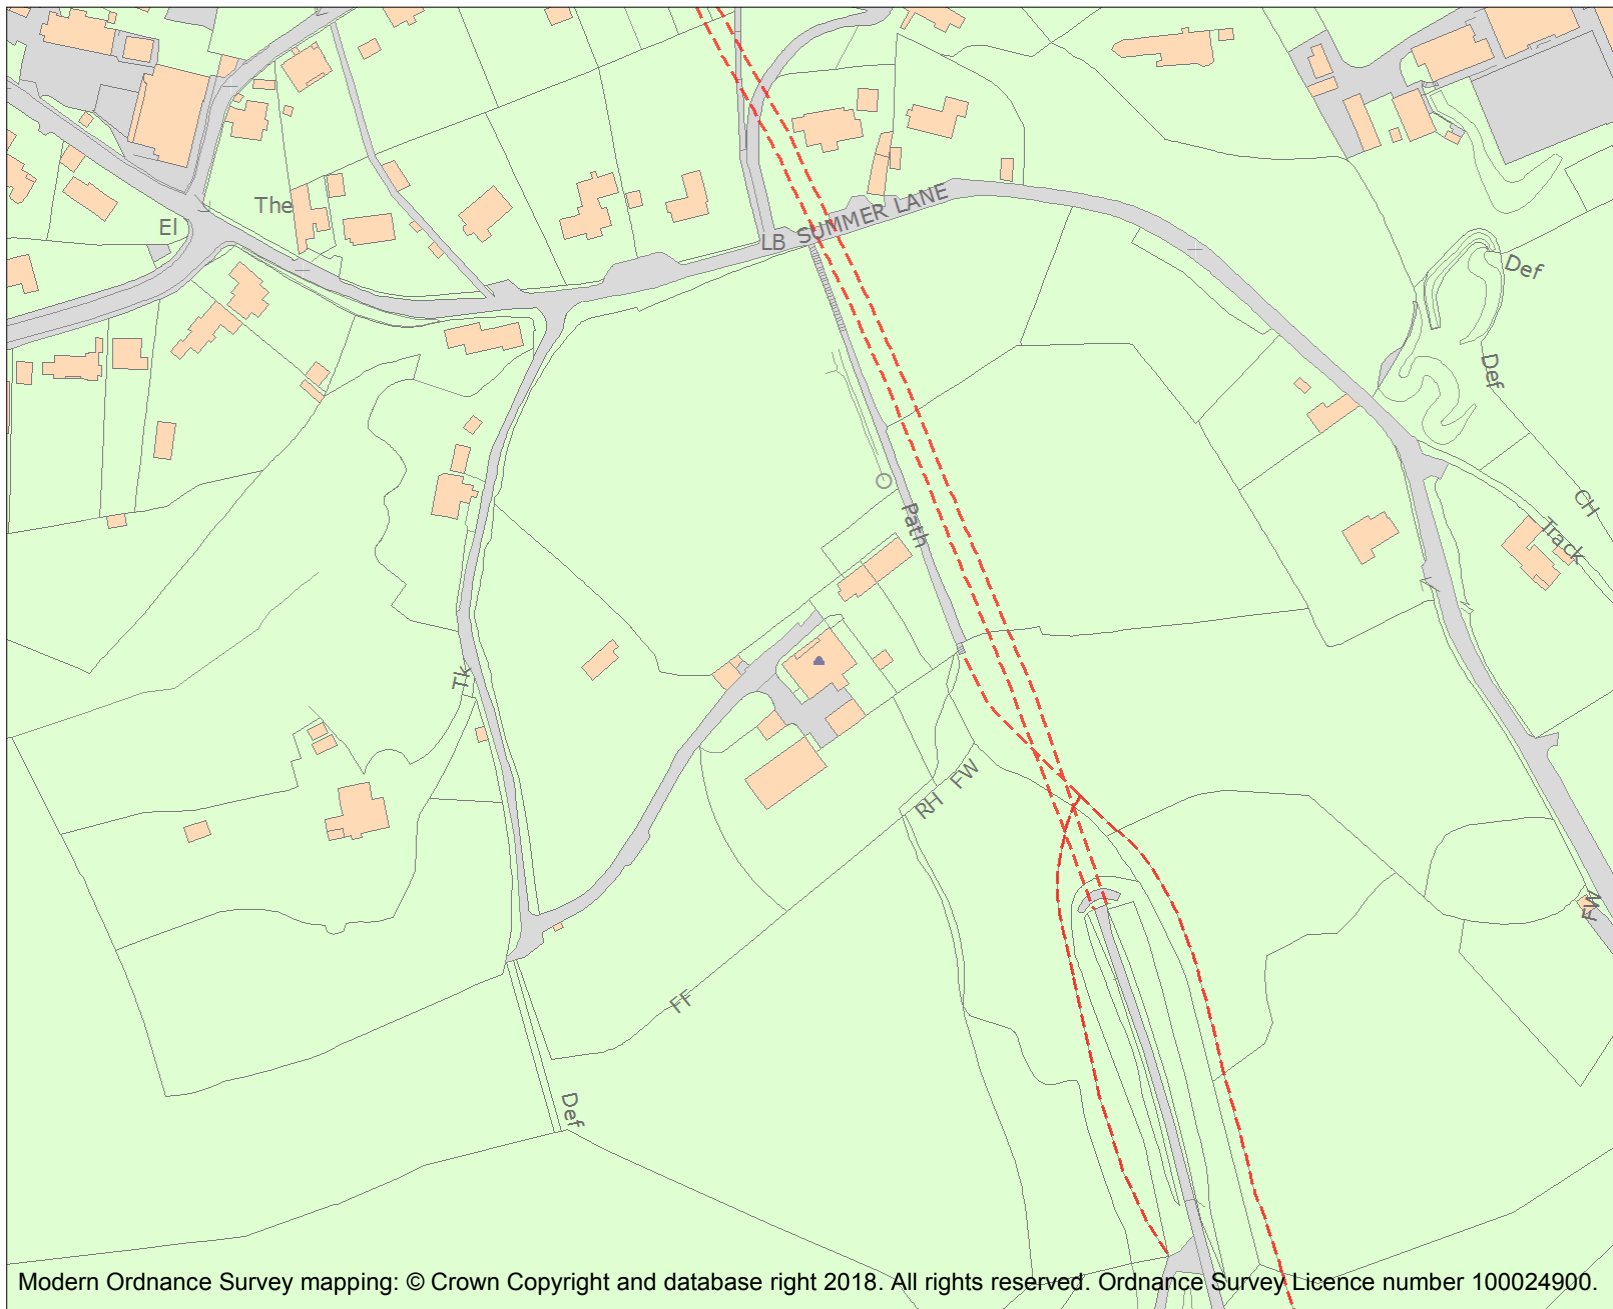 The
El
LB SUMMER LANE
Def
Def
Path
CH
Track
Tk
FW
RH
FW
FF
Def
Modern Ordnance Survey mapping: © Crown Copyright and database right 2018. All rights reserved. Ordnance Survey Licence number 100024900.